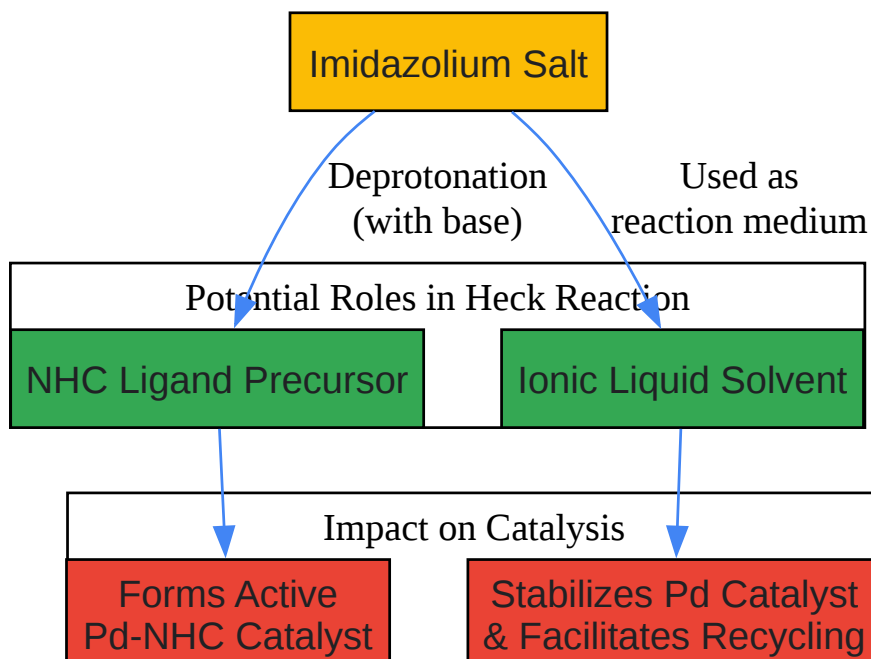 Imidazolium Salt
Deprotonation
(with base)
Used as
reaction medium
Potential Roles in Heck Reaction
NHC Ligand Precursor
Ionic Liquid Solvent
Impact on Catalysis
Forms Active
Pd-NHC Catalyst
Stabilizes Pd Catalyst
& Facilitates Recycling